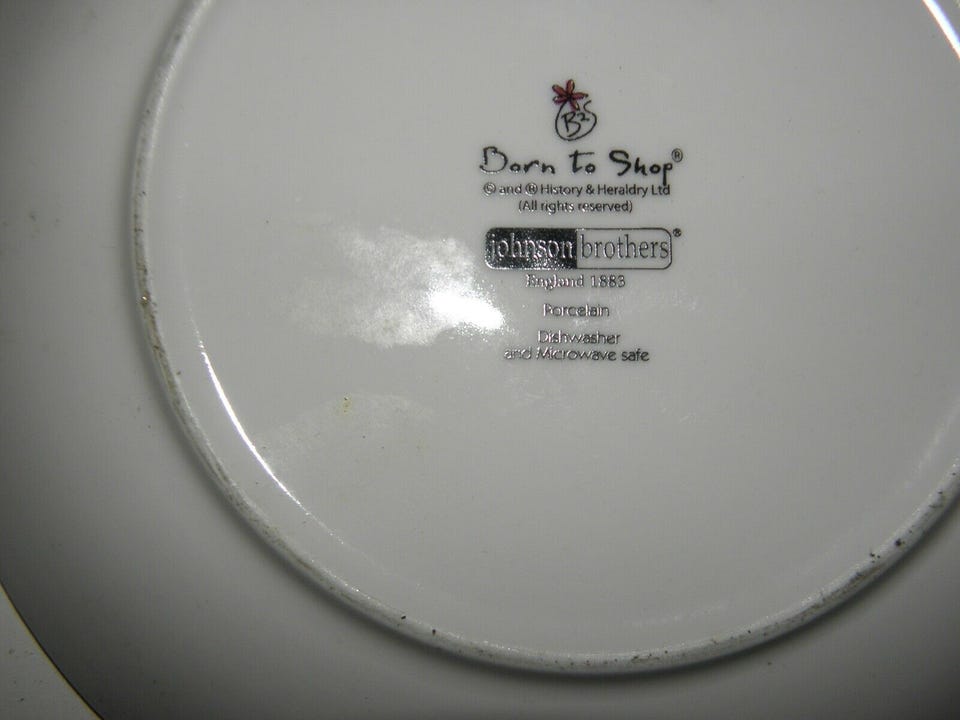 B2S
Born to Shop®
© and ® History & Heraldry Ltd
(All rights reserved)
johnson brothers®
England 1883
Porcelain
Dishwasher
and Microwave safe